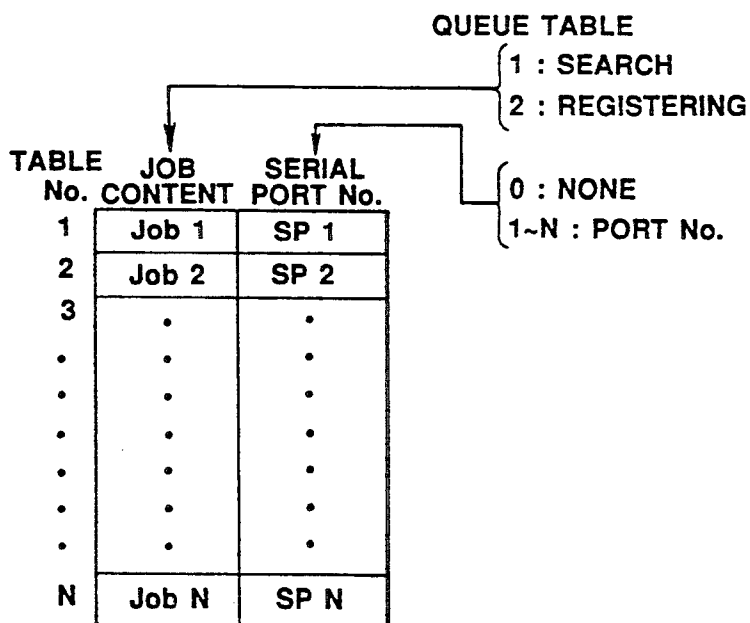 QUEUE TABLE
1 : SEARCH
2 : REGISTERING
0 : NONE
1~N : PORT No.
TABLE No. JOB CONTENT SERIAL PORT No.
1 Job 1 SP 1
2 Job 2 SP 2
3 • •
• • •
• • •
• • •
• • •
• • •
• • •
N Job N SP N